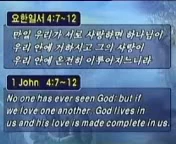 요한일서 4:7~12
만일 우리가 서로 사랑하면 하나님이
우리 안에 거하시고 그의 사랑이
우리 안에 온전히 이루어지느니라
1 John 4:7~12
No one has ever seen God: but if
we love one another. God lives in
us and his love is made complete in us.